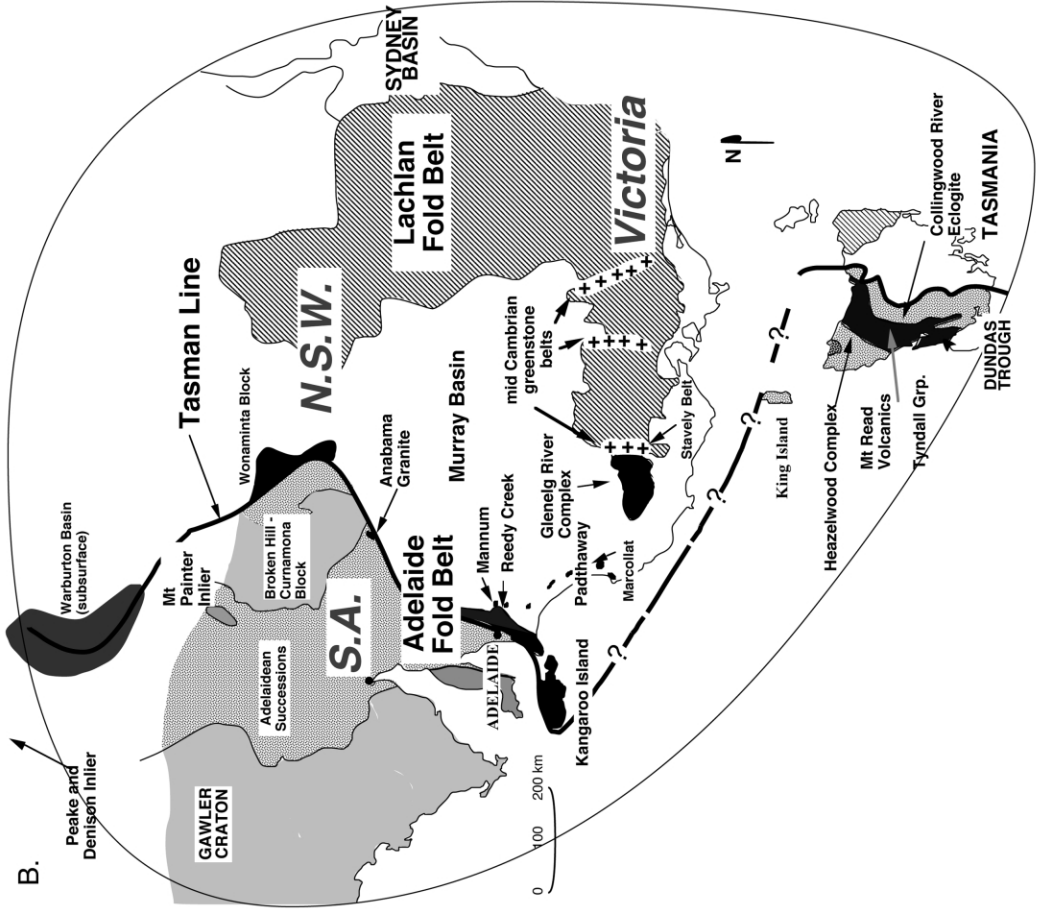 B.
Peake and
Denison Inlier
Warburton Basin
(subsurface)
Tasman Line
SYDNEY
BASIN
GAWLER
CRATON
Adelaidean
Successions
Mt
Painter
Inlier
Broken Hill -
Curnamona
Block
Wonaminta Block
N.S.W.
Lachlan
Fold Belt
S.A.
Anabama
Granite
Adelaide
Fold Belt
Murray Basin
ADELAIDE
Mannum
Reedy Creek
mid Cambrian
greenstone
belts
Victoria
0
100
200 km
Kangaroo Island
Padthaway
Marcollat
Glenelg River
Complex
Stavely Belt
N
?
?
?
?
?
King Island
Heazelwood Complex
Mt Read
Volcanics
Tyndall Grp.
DUNDAS
TROUGH
Collingwood River
Eclogite
TASMANIA